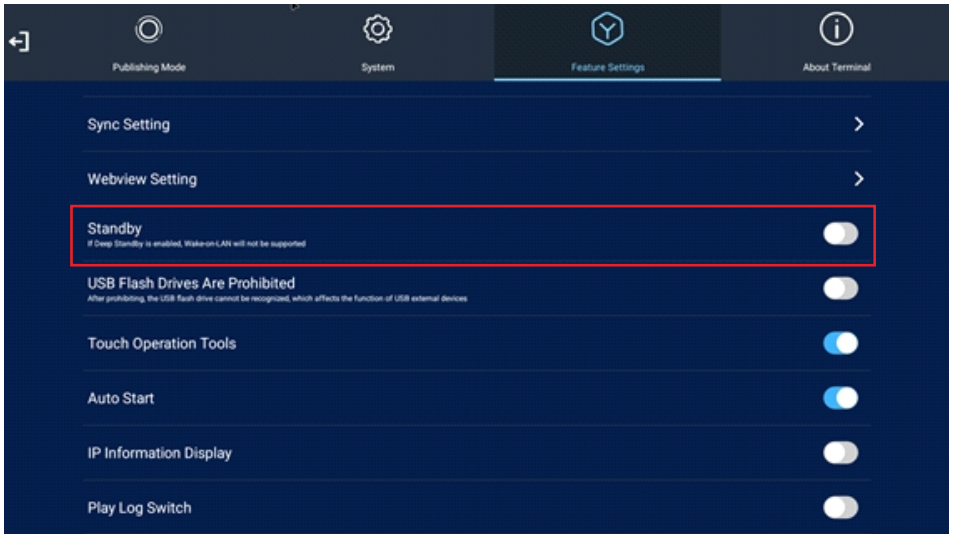 Publishing Mode
System
Feature Settings
About Terminal
Sync Setting
Webview Setting
Standby
If Deep Standby is enabled, Wake-on-LAN will not be supported
USB Flash Drives Are Prohibited
After prohibiting, the USB flash drive cannot be recognized, which affects the function of USB external devices
Touch Operation Tools
Auto Start
IP Information Display
Play Log Switch